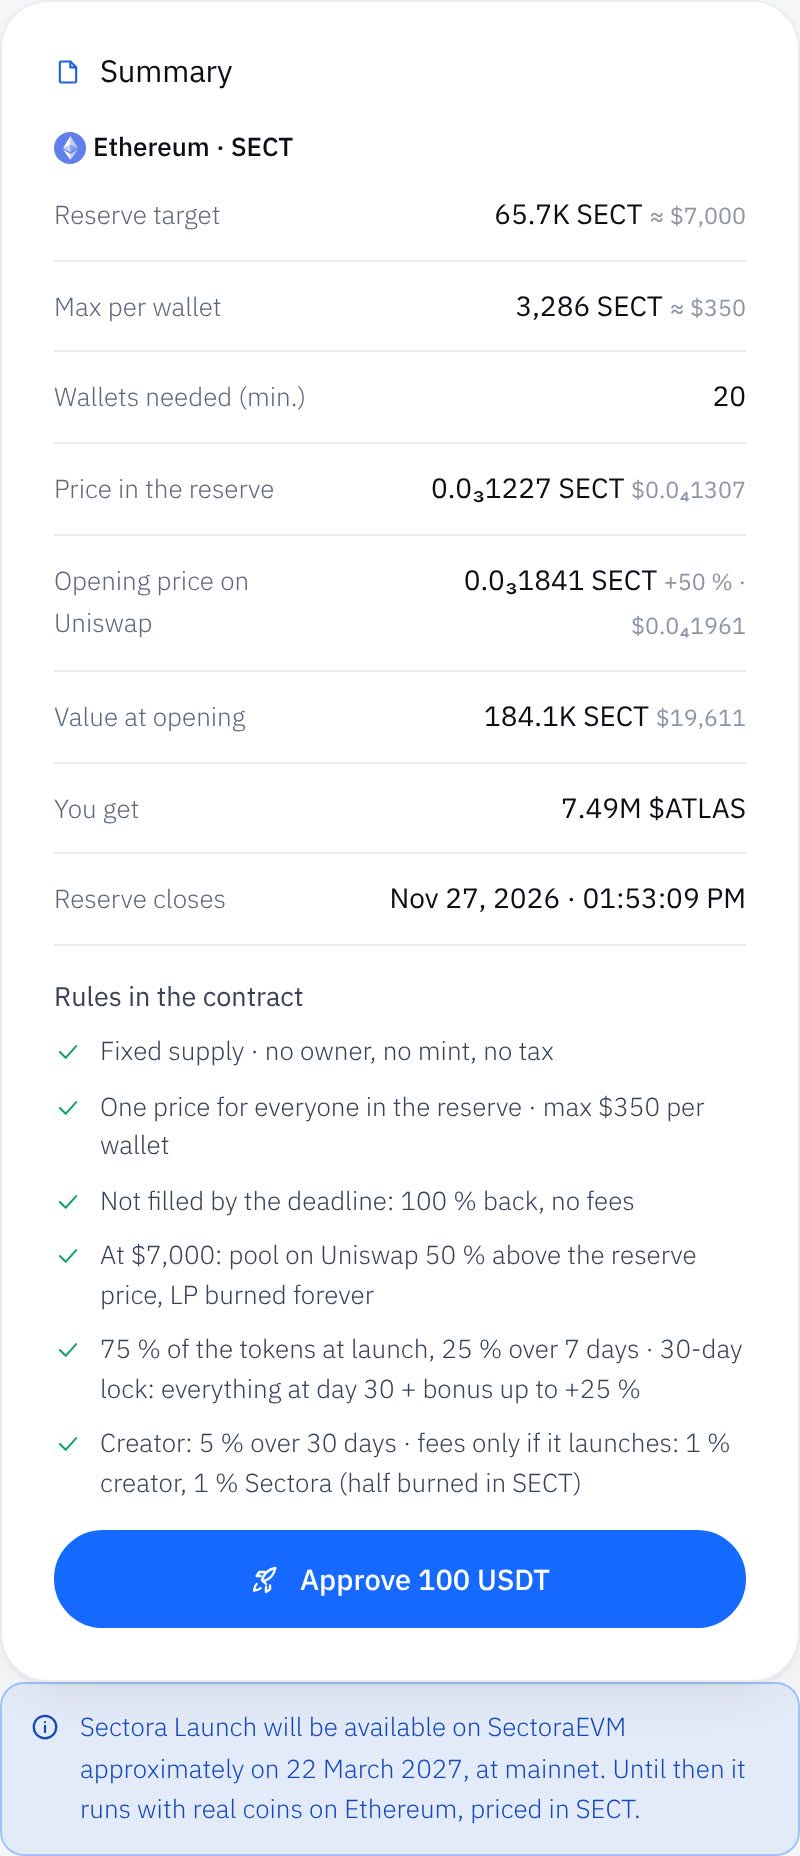 Summary
Ethereum · SECT
Reserve target 65.7K SECT ≈ $7,000
Max per wallet 3,286 SECT ≈ $350
Wallets needed (min.) 20
Price in the reserve 0.0₃1227 SECT $0.0₄1307
Opening price on Uniswap 0.0₃1841 SECT +50 % ·
$0.0₄1961
Value at opening 184.1K SECT $19,611
You get 7.49M $ATLAS
Reserve closes Nov 27, 2026 · 01:53:09 PM
Rules in the contract
Fixed supply · no owner, no mint, no tax
One price for everyone in the reserve · max $350 per
wallet
Not filled by the deadline: 100 % back, no fees
At $7,000: pool on Uniswap 50 % above the reserve
price, LP burned forever
75 % of the tokens at launch, 25 % over 7 days · 30-day
lock: everything at day 30 + bonus up to +25 %
Creator: 5 % over 30 days · fees only if it launches: 1 %
creator, 1 % Sectora (half burned in SECT)
Approve 100 USDT
Sectora Launch will be available on SectoraEVM
approximately on 22 March 2027, at mainnet. Until then it
runs with real coins on Ethereum, priced in SECT.